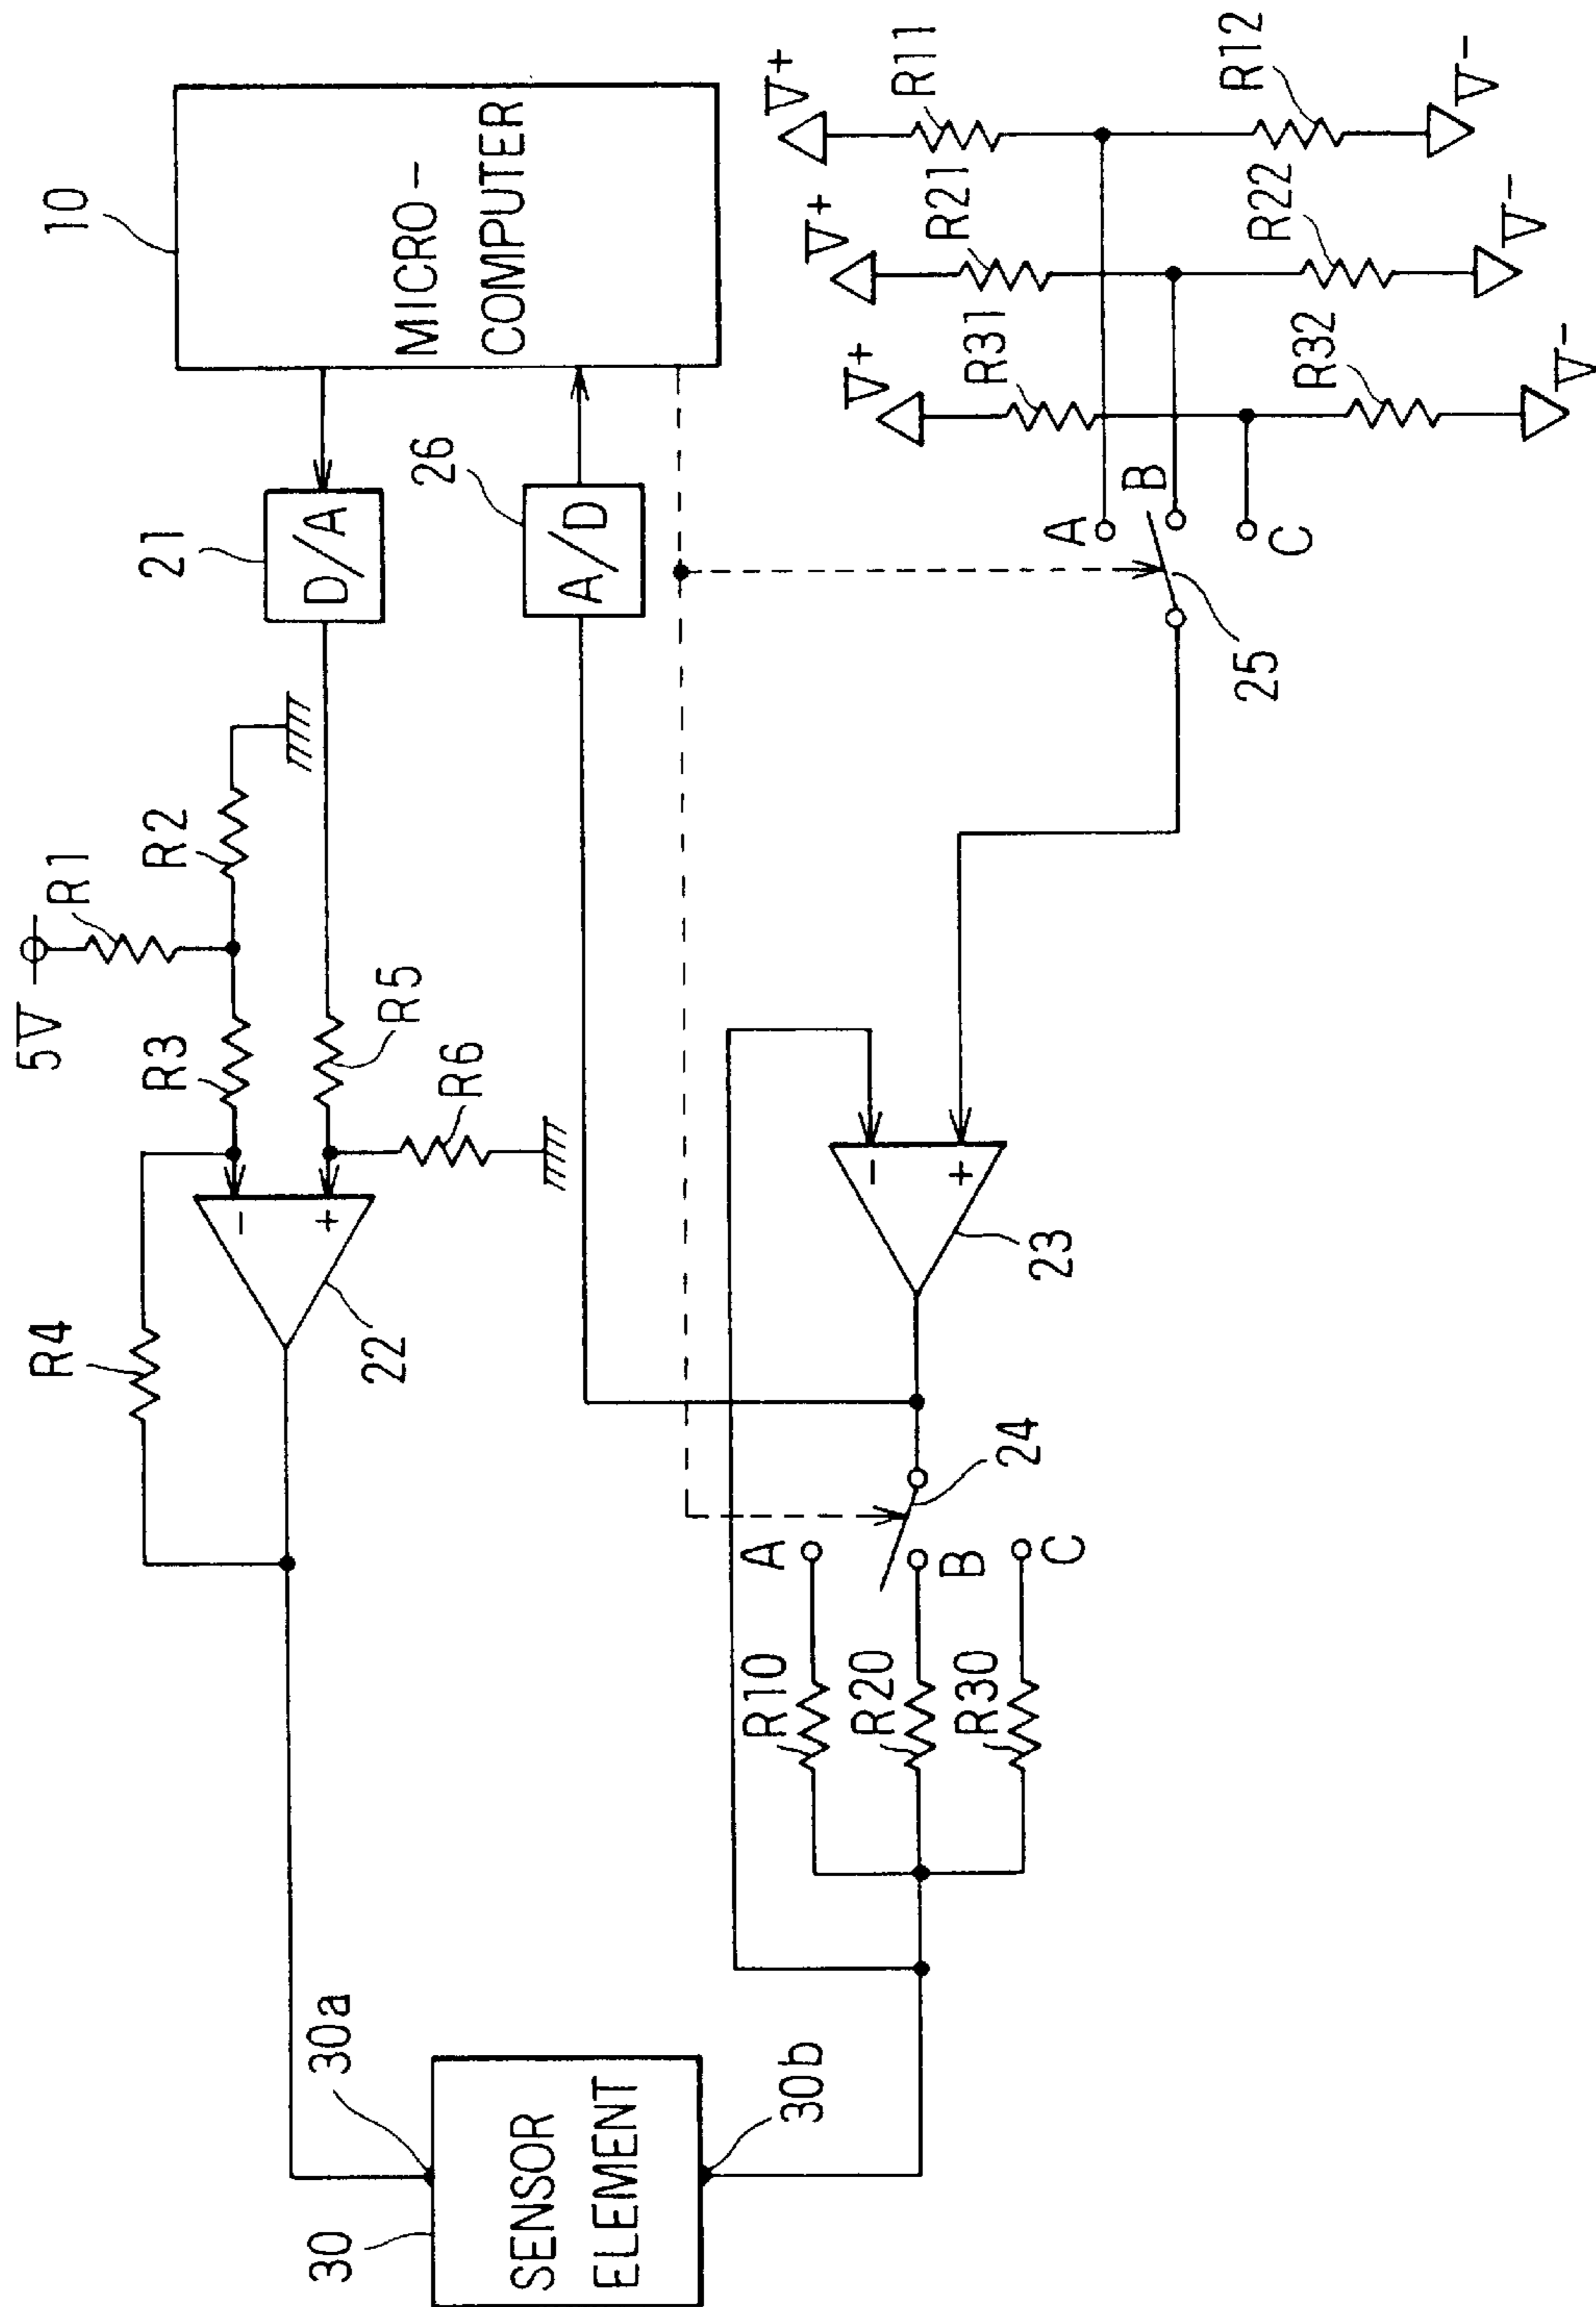 10
MICRO-
COMPUTER
21
D/A
26
A/D
5V
R1
R2
R3
R4
R5
R6
-
+
22
-
+
23
24
A
B
C
R10
R20
R30
30
30a
SENSOR
ELEMENT
30b
25
A
B
C
V+
V+
V+
R11
R21
R31
R12
R22
R32
V-
V-
V-